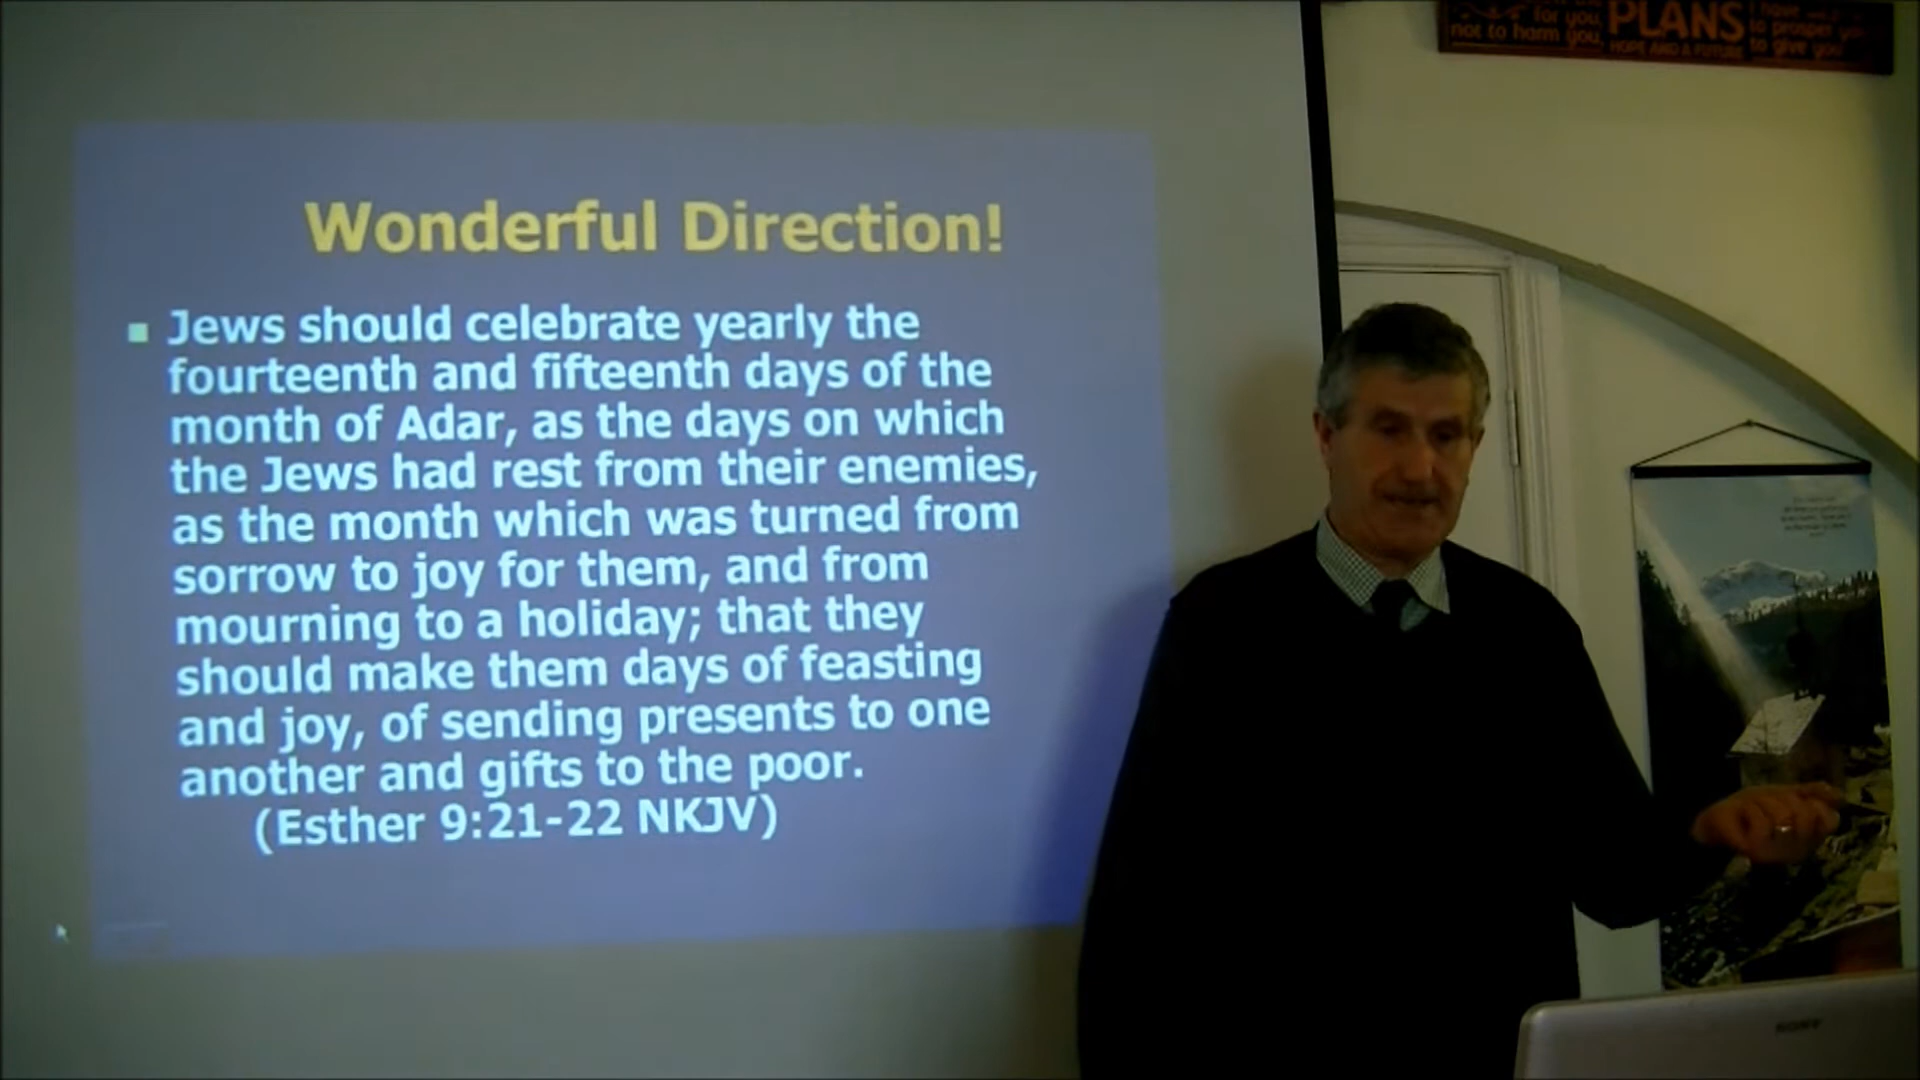 for you, PLANS
not to harm you, HOPE AND A FUTURE to give you
Wonderful Direction!
Jews should celebrate yearly the
fourteenth and fifteenth days of the
month of Adar, as the days on which
the Jews had rest from their enemies,
as the month which was turned from
sorrow to joy for them, and from
mourning to a holiday; that they
should make them days of feasting
and joy, of sending presents to one
another and gifts to the poor.
(Esther 9:21-22 NKJV)
SONY